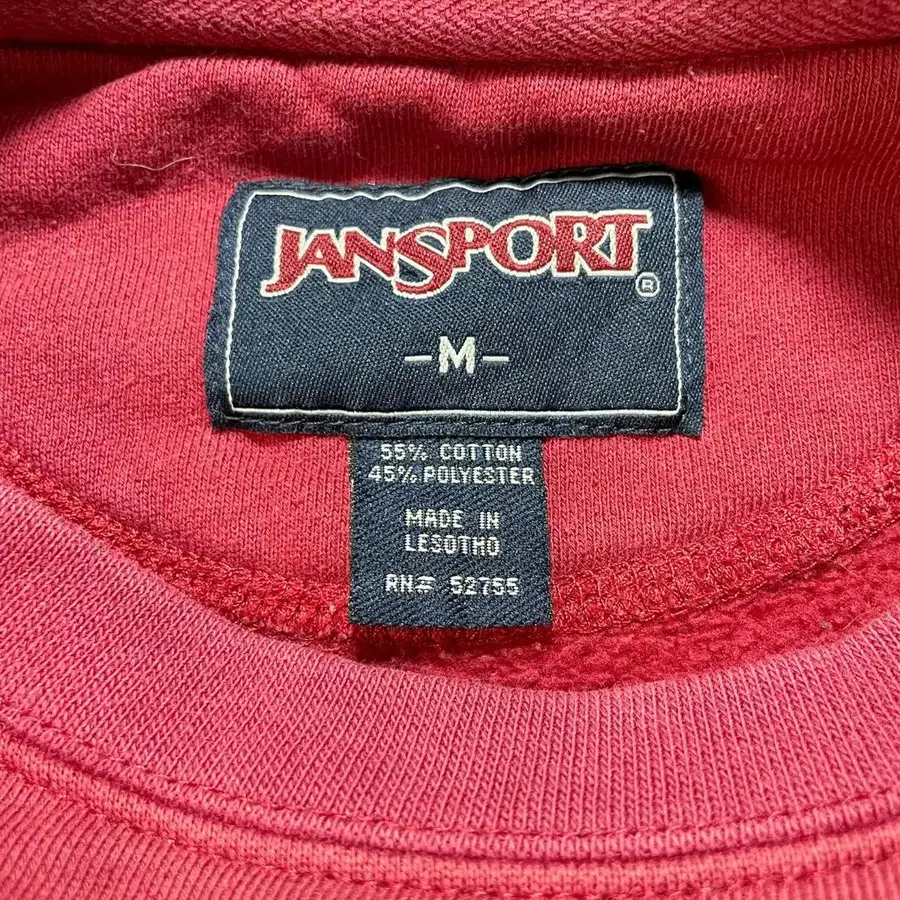 JANSPORT®
-M-
55% COTTON
45% POLYESTER
MADE IN
LESOTHO
RN# 52755